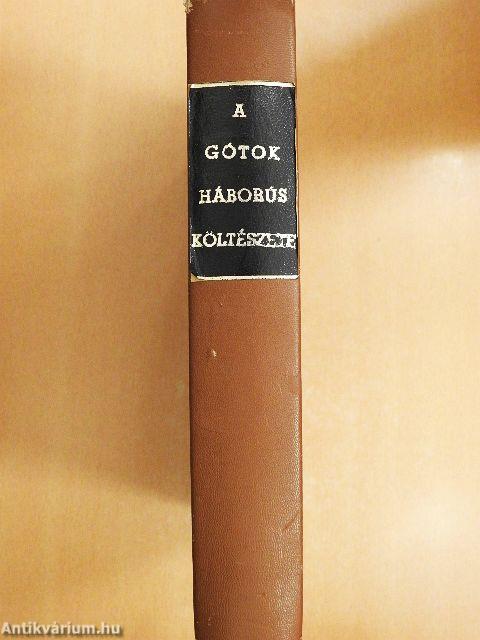 A
GÓTOK
HÁBORÚS
KÖLTÉSZETE
Antikvárium.hu